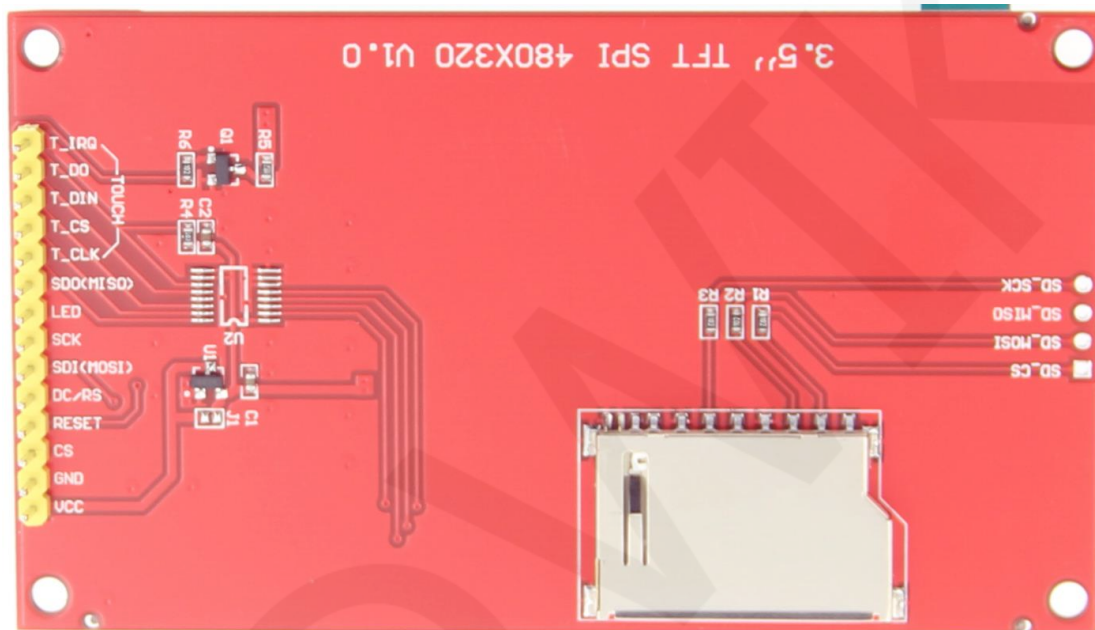 3.5'' TFT SPI 480X320 V1.0
T_IRQ
T_DO
T_DIN
T_CS
T_CLK
TOUCH
SDO(MISO)
LED
SCK
SDI(MOSI)
DC/RS
RESET
CS
GND
VCC
R6
Q1
R5
R4
C2
U2
U1
J1
C1
R3
R2
R1
SD_SCK
SD_MISO
SD_MOSI
SD_CS